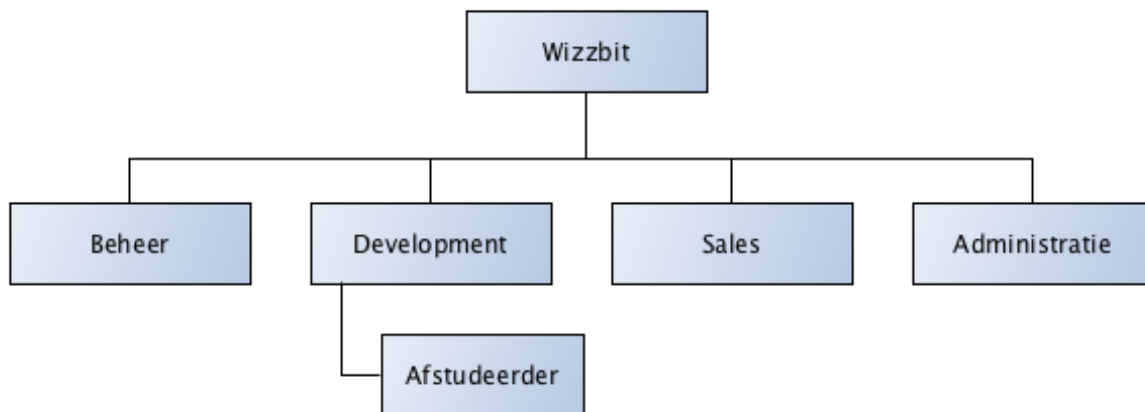 Wizzbit
Beheer
Development
Sales
Administratie
Afstudeerder